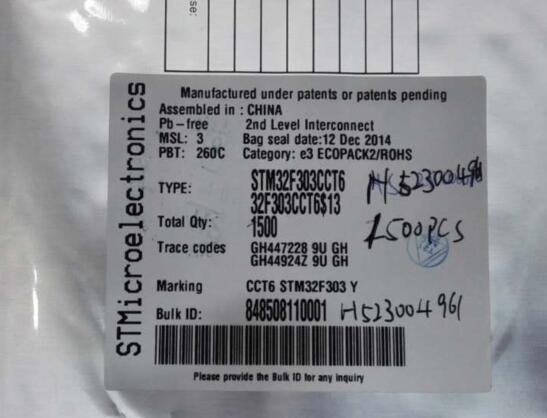 se:
STMicroelectronics
Manufactured under patents or patents pending
Assembled in : CHINA
Pb-free 2nd Level Interconnect
MSL: 3 Bag seal date:12 Dec 2014
PBT: 260C Category: e3 ECOPACK2/ROHS
TYPE: STM32F303CCT6
32F303CCT6$13
Total Qty: 1500
1500PCS
Trace codes GH447228 9U GH
GH44924Z 9U GH
Marking CCT6 STM32F303 Y
Bulk ID: 848508110001 H523004961
Please provide the Bulk ID for any inquiry